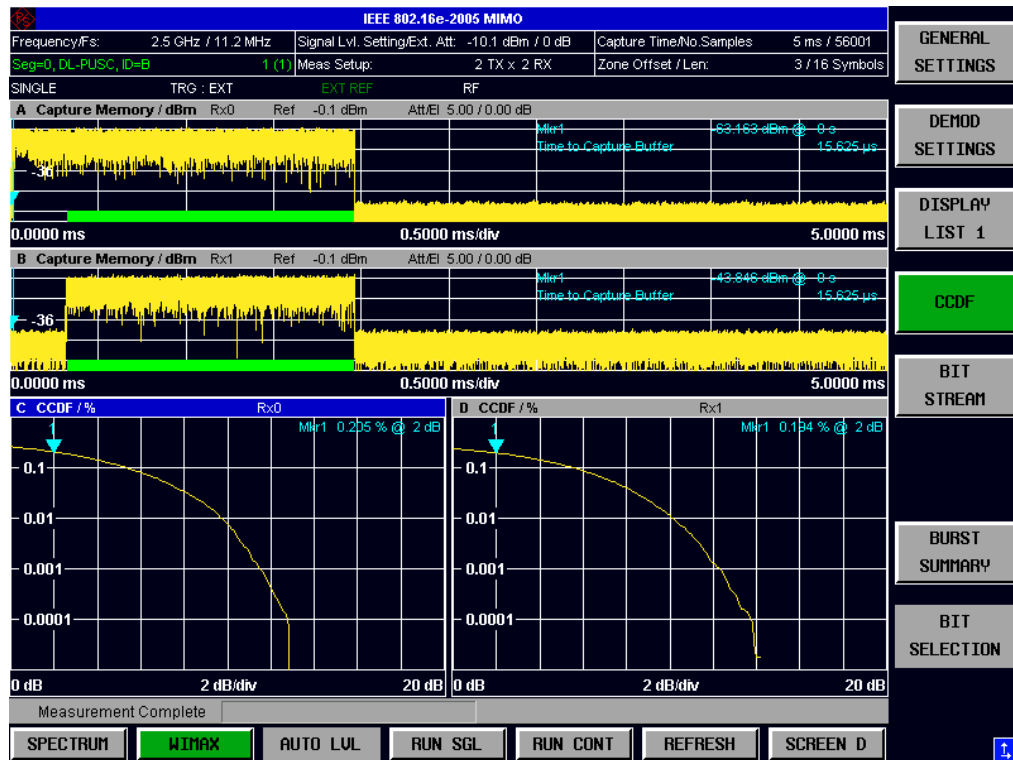 IEEE 802.16e-2005 MIMO
Frequency/Fs: 2.5 GHz / 11.2 MHz Signal Lvl. Setting/Ext. Att: -10.1 dBm / 0 dB Capture Time/No.Samples 5 ms / 56001
Seg=0, DL-PUSC, ID=B 1 (1) Meas Setup: 2 TX x 2 RX Zone Offset / Len: 3 / 16 Symbols
SINGLE TRG : EXT EXT REF RF
A Capture Memory / dBm Rx0 Ref -0.1 dBm Att/El 5.00 / 0.00 dB
Mkr1 -63.163 dBm @ 0 s
Time to Capture Buffer 15.625 µs
-36
0.0000 ms 0.5000 ms/div 5.0000 ms
B Capture Memory / dBm Rx1 Ref -0.1 dBm Att/El 5.00 / 0.00 dB
Mkr1 -43.846 dBm @ 0 s
Time to Capture Buffer 15.625 µs
-36
0.0000 ms 0.5000 ms/div 5.0000 ms
C CCDF / % Rx0
1 Mkr1 0.205 % @ 2 dB
0.1
0.01
0.001
0.0001
0 dB 2 dB/div 20 dB
D CCDF / % Rx1
1 Mkr1 0.194 % @ 2 dB
0.1
0.01
0.001
0.0001
0 dB 2 dB/div 20 dB
Measurement Complete
SPECTRUM WIMAX AUTO LVL RUN SGL RUN CONT REFRESH SCREEN D
GENERAL
SETTINGS
DEMOD
SETTINGS
DISPLAY
LIST 1
CCDF
BIT
STREAM
BURST
SUMMARY
BIT
SELECTION